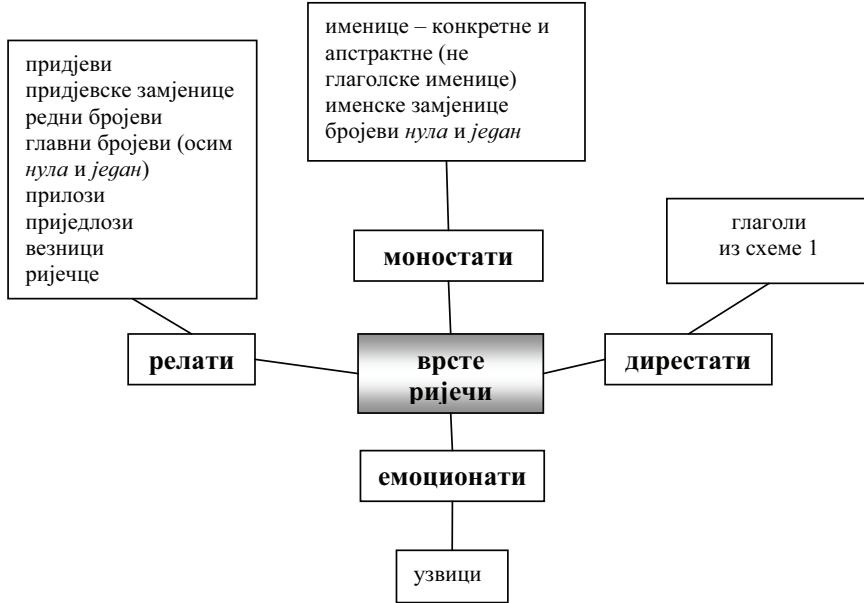 именице – конкретне и
апстрактне (не
глаголске именице)
именске замјенице
бројеви нула и један
придјеви
придјевске замјенице
редни бројеви
главни бројеви (осим
нула и један)
прилози
приједлози
везници
ријечце
глаголи
из схеме 1
моностати
релати
врсте
ријечи
дирестати
емоционати
узвици